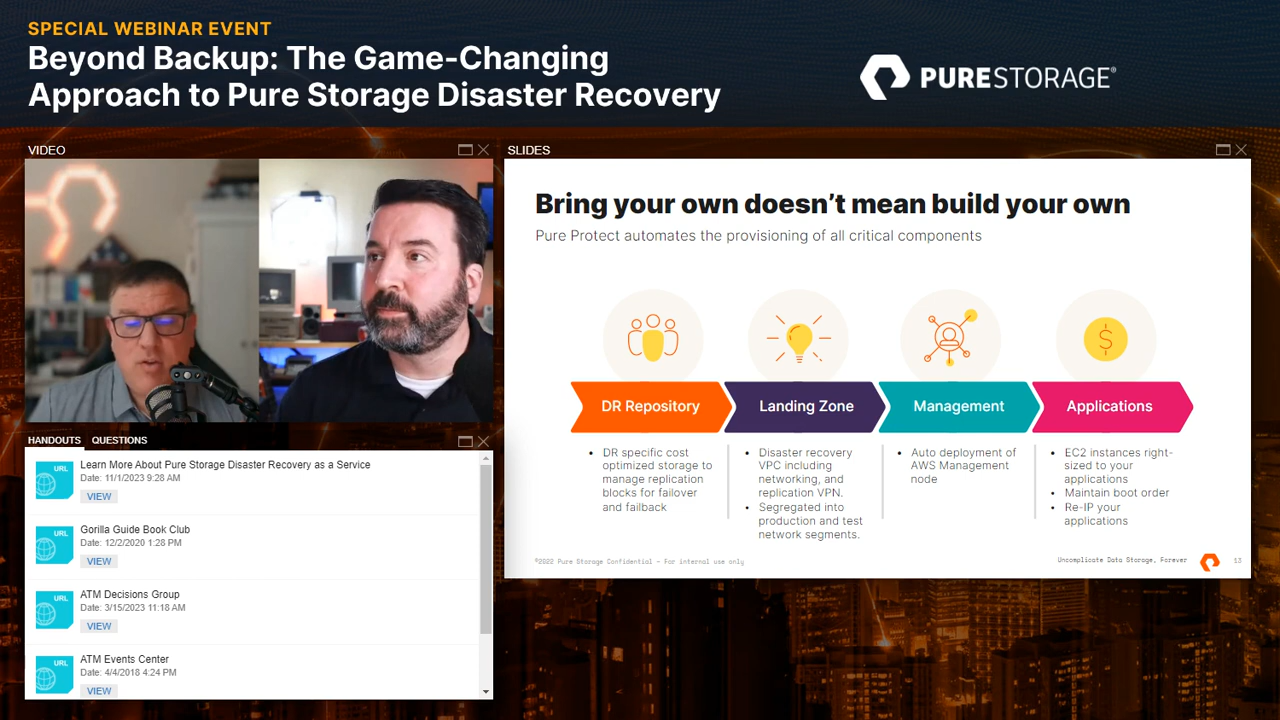 SPECIAL WEBINAR EVENT
Beyond Backup: The Game-Changing
Approach to Pure Storage Disaster Recovery
PURESTORAGE®
VIDEO
SLIDES
Bring your own doesn't mean build your own
Pure Protect automates the provisioning of all critical components
DR Repository
Landing Zone
Management
Applications
• DR specific cost
optimized storage to
manage replication
blocks for failover
and failback
• Disaster recovery
VPC including
networking, and
replication VPN.
• Segregated into
production and test
network segments.
• Auto deployment of
AWS Management
node
• EC2 instances right-
sized to your
applications
• Maintain boot order
• Re-IP your
applications
©2022 Pure Storage Confidential – For internal use only
Uncomplicate Data Storage, Forever
13
HANDOUTS QUESTIONS
URL
Learn More About Pure Storage Disaster Recovery as a Service
Date: 11/1/2023 9:28 AM
VIEW
URL
Gorilla Guide Book Club
Date: 12/2/2020 1:28 PM
VIEW
URL
ATM Decisions Group
Date: 3/15/2023 11:18 AM
VIEW
URL
ATM Events Center
Date: 4/4/2018 4:24 PM
VIEW